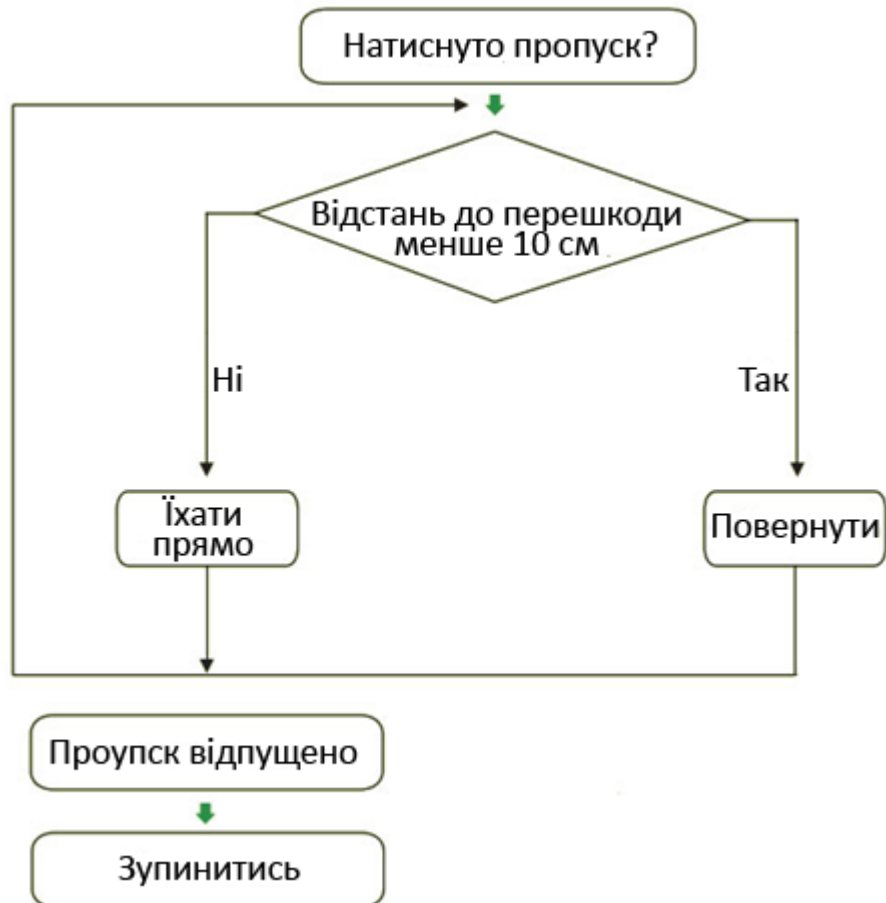 Натиснуто пропуск?
Відстань до перешкоди
менше 10 см
Ні
Так
Їхати
прямо
Повернути
Проупск відпущено
Зупинитись